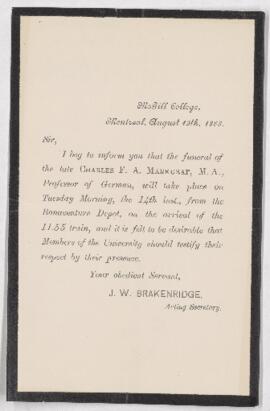 McGill College,
Montreal, August 13th, 1883.
Sir,
I beg to inform you that the funeral of
the late CHARLES F. A. MARKGRAF, M.A.,
Professor of German, will take place on
Tuesday Morning, the 14th inst., from the
Bonaventure Depot, on the arrival of the
11.55 train, and it is felt to be desirable that
Members of the University should testify their
respect by their presence.
Your obedient Servant,
J. W. BRAKENRIDGE,
Acting Secretary.